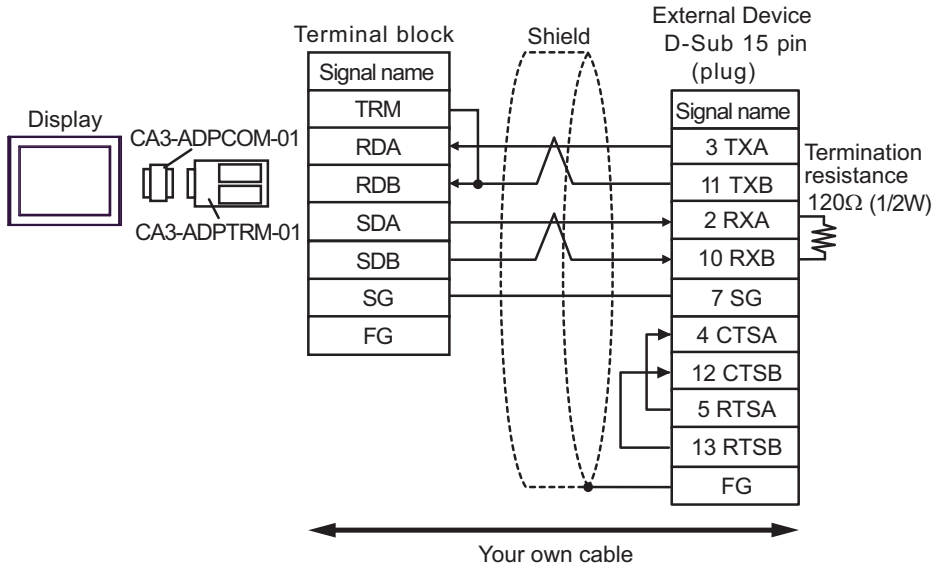 External Device
D-Sub 15 pin
(plug)
Terminal block
Shield
Signal name
TRM
RDA
RDB
SDA
SDB
SG
FG
Display
CA3-ADPCOM-01
CA3-ADPTRM-01
Signal name
3 TXA
11 TXB
2 RXA
10 RXB
7 SG
4 CTSA
12 CTSB
5 RTSA
13 RTSB
FG
Termination
resistance
120Ω (1/2W)
Your own cable